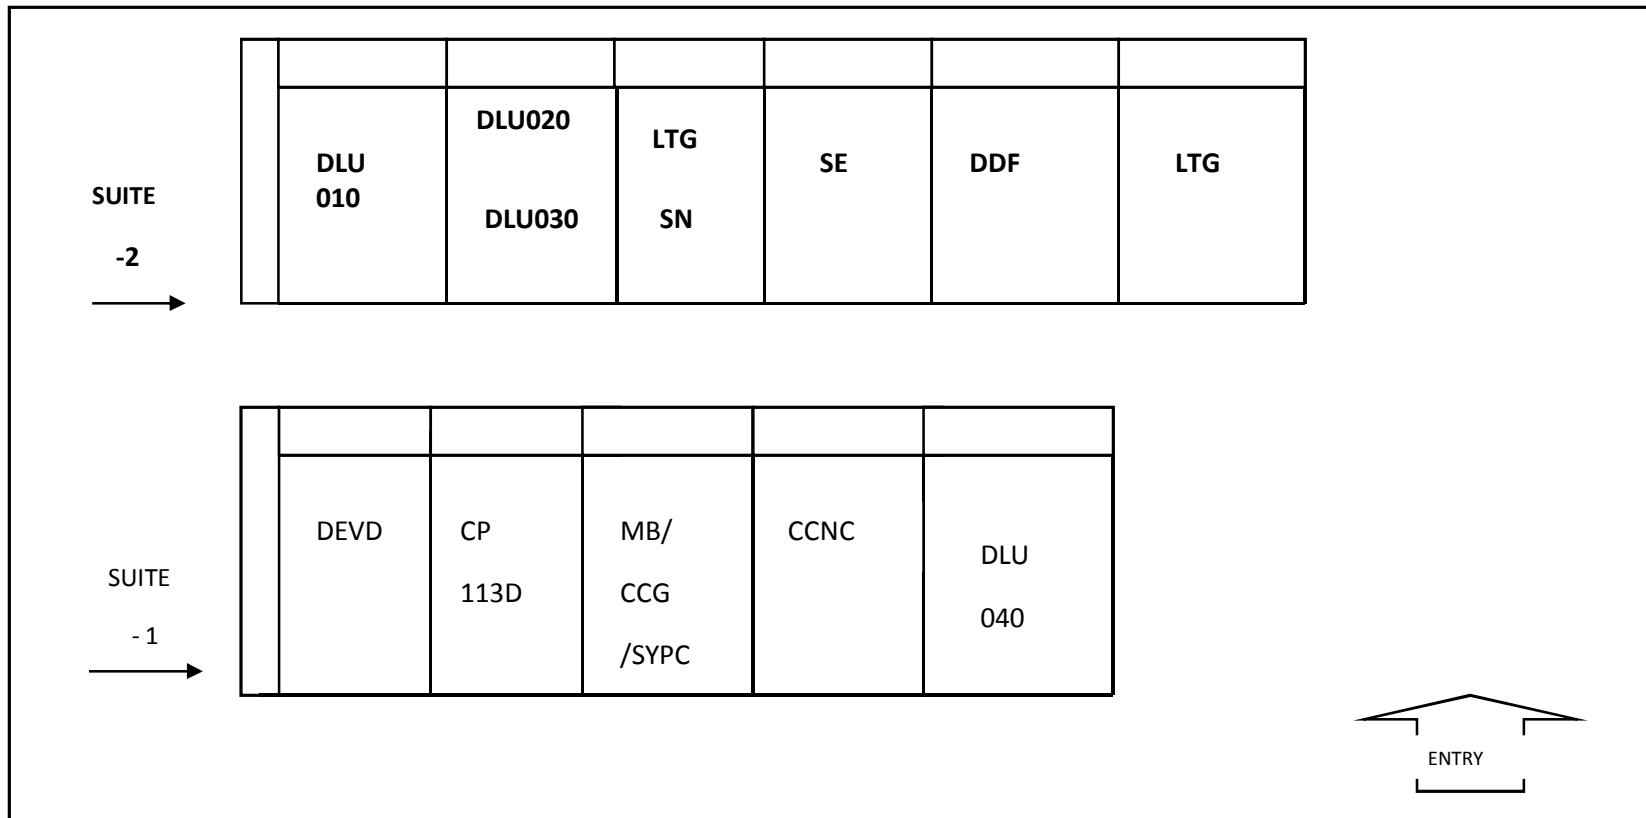 SUITE
-2
DLU
010
DLU020
DLU030
LTG
SN
SE
DDF
LTG
SUITE
- 1
DEVD
CP
113D
MB/
CCG
/SYPC
CCNC
DLU
040
ENTRY